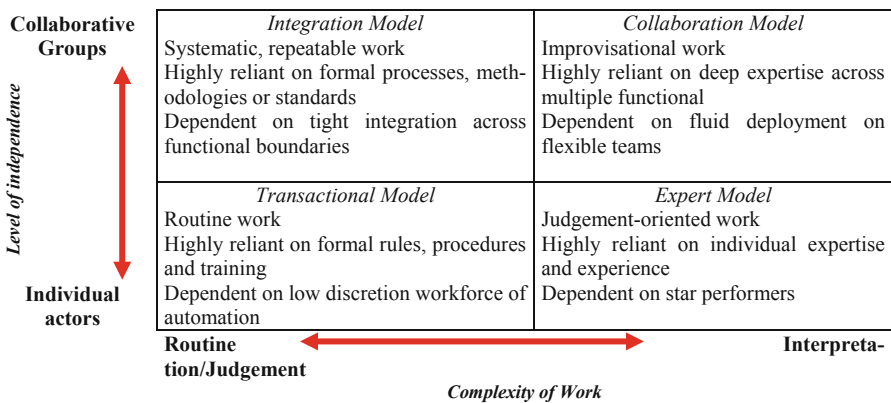 Collaborative
Groups
Level of independence
Individual
actors
Integration Model
Systematic, repeatable work
Highly reliant on formal processes, meth-
odologies or standards
Dependent on tight integration across
functional boundaries
Collaboration Model
Improvisational work
Highly reliant on deep expertise across
multiple functional
Dependent on fluid deployment on
flexible teams
Transactional Model
Routine work
Highly reliant on formal rules, procedures
and training
Dependent on low discretion workforce of
automation
Expert Model
Judgement-oriented work
Highly reliant on individual expertise
and experience
Dependent on star performers
Routine Interpreta-
tion/Judgement
Complexity of Work